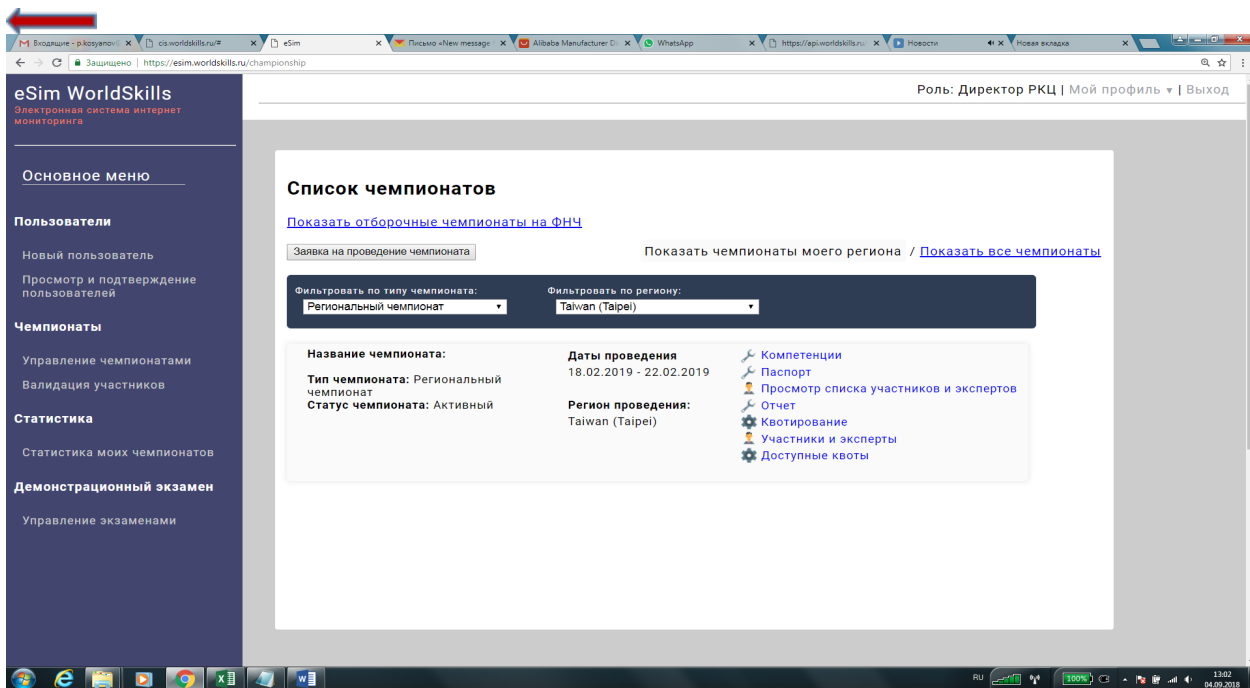 Входящие - p.kosyanov@
cis.worldskills.ru/#
eSim
Письмо «New message
Alibaba Manufacturer Di
WhatsApp
https://api.worldskills.ru/
Новости
Новая вкладка
Защищено | https://esim.worldskills.ru/championship
eSim WorldSkills
Электронная система интернет
мониторинга
Роль: Директор РКЦ | Мой профиль ▼ | Выход
Основное меню
Пользователи
Новый пользователь
Просмотр и подтверждение
пользователей
Чемпионаты
Управление чемпионатами
Валидация участников
Статистика
Статистика моих чемпионатов
Демонстрационный экзамен
Управление экзаменами
Список чемпионатов
Показать отборочные чемпионаты на ФНЧ
Заявка на проведение чемпионата
Показать чемпионаты моего региона / Показать все чемпионаты
Фильтровать по типу чемпионата:
Региональный чемпионат
Фильтровать по региону:
Taiwan (Taipei)
Название чемпионата:
Тип чемпионата: Региональный
чемпионат
Статус чемпионата: Активный
Даты проведения
18.02.2019 - 22.02.2019
Регион проведения:
Taiwan (Taipei)
Компетенции
Паспорт
Просмотр списка участников и экспертов
Отчет
Квотирование
Участники и эксперты
Доступные квоты
RU
100%
13:02
04.09.2018